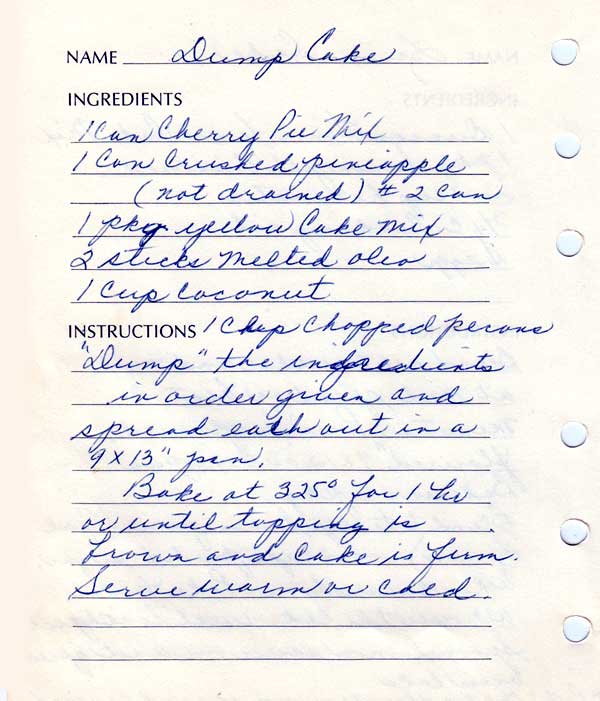 NAME Dump Cake
INGREDIENTS
1 Can Cherry Pie Mix
1 Can Crushed pineapple
(not drained) # 2 can
1 pkg yellow Cake mix
2 sticks melted oleo
1 Cup Coconut
INSTRUCTIONS 1 Cup Chopped pecans
"Dump" the ingredients
in order given and
spread each out in a
9 X 13" pan.
Bake at 325° for 1 hr
or until topping is
brown and cake is firm.
Serve warm or cold.